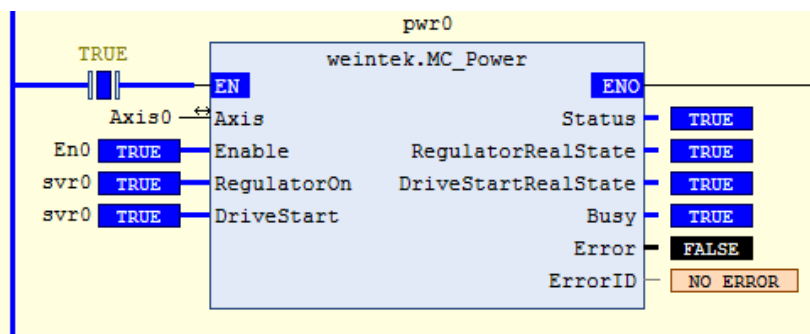 pwr0
TRUE weintek.MC_Power
EN ENO
Axis0 Axis Status TRUE
En0 TRUE Enable RegulatorRealState TRUE
svr0 TRUE RegulatorOn DriveStartRealState TRUE
svr0 TRUE DriveStart Busy TRUE
Error FALSE
ErrorID NO ERROR